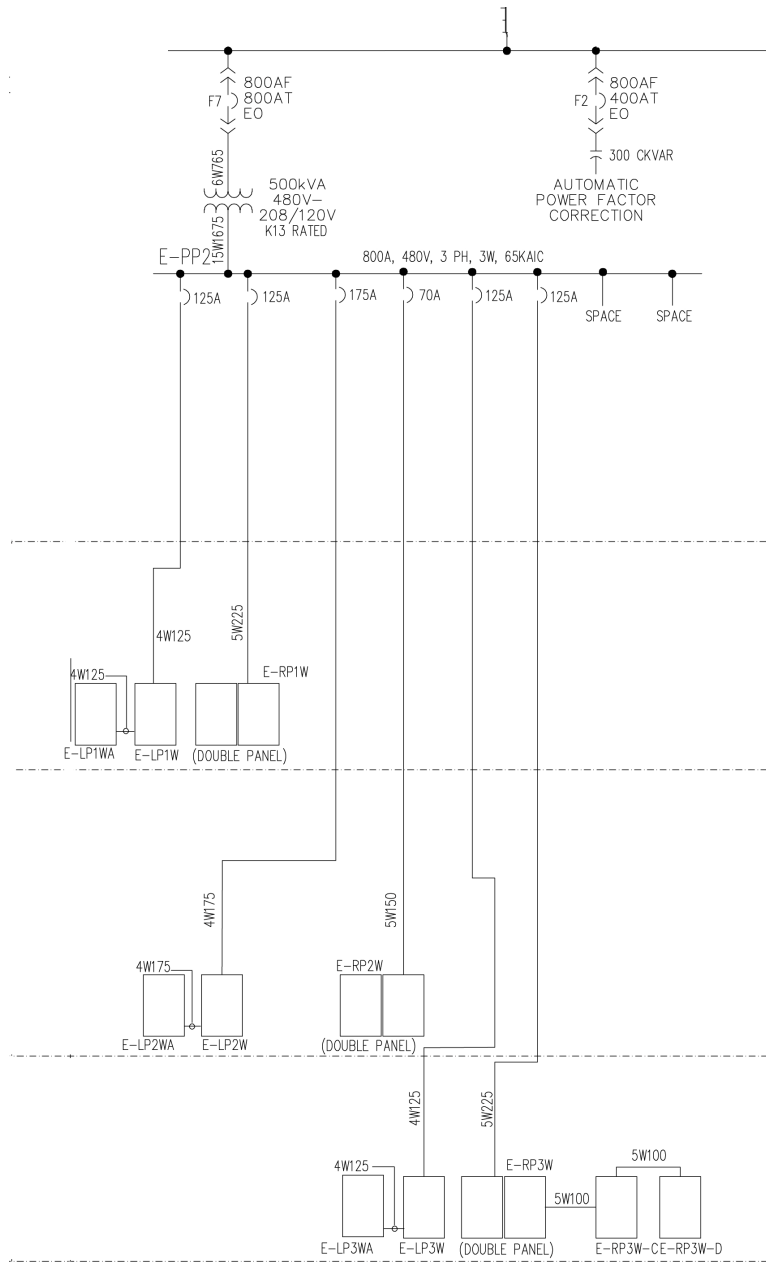 800AF
F7 800AT
EO
800AF
F2 400AT
EO
6W765
500kVA
480V-
208/120V
K13 RATED
300 CKVAR
AUTOMATIC
POWER FACTOR
CORRECTION
15W1675
E-PP2
800A, 480V, 3 PH, 3W, 65KAIC
125A
125A
175A
70A
125A
125A
SPACE
SPACE
4W125
5W225
4W125
E-RP1W
E-LP1WA
E-LP1W
(DOUBLE PANEL)
4W175
5W150
4W175
E-RP2W
E-LP2WA
E-LP2W
(DOUBLE PANEL)
4W125
5W225
4W125
E-RP3W
5W100
5W100
E-LP3WA
E-LP3W
(DOUBLE PANEL)
E-RP3W-C
E-RP3W-D